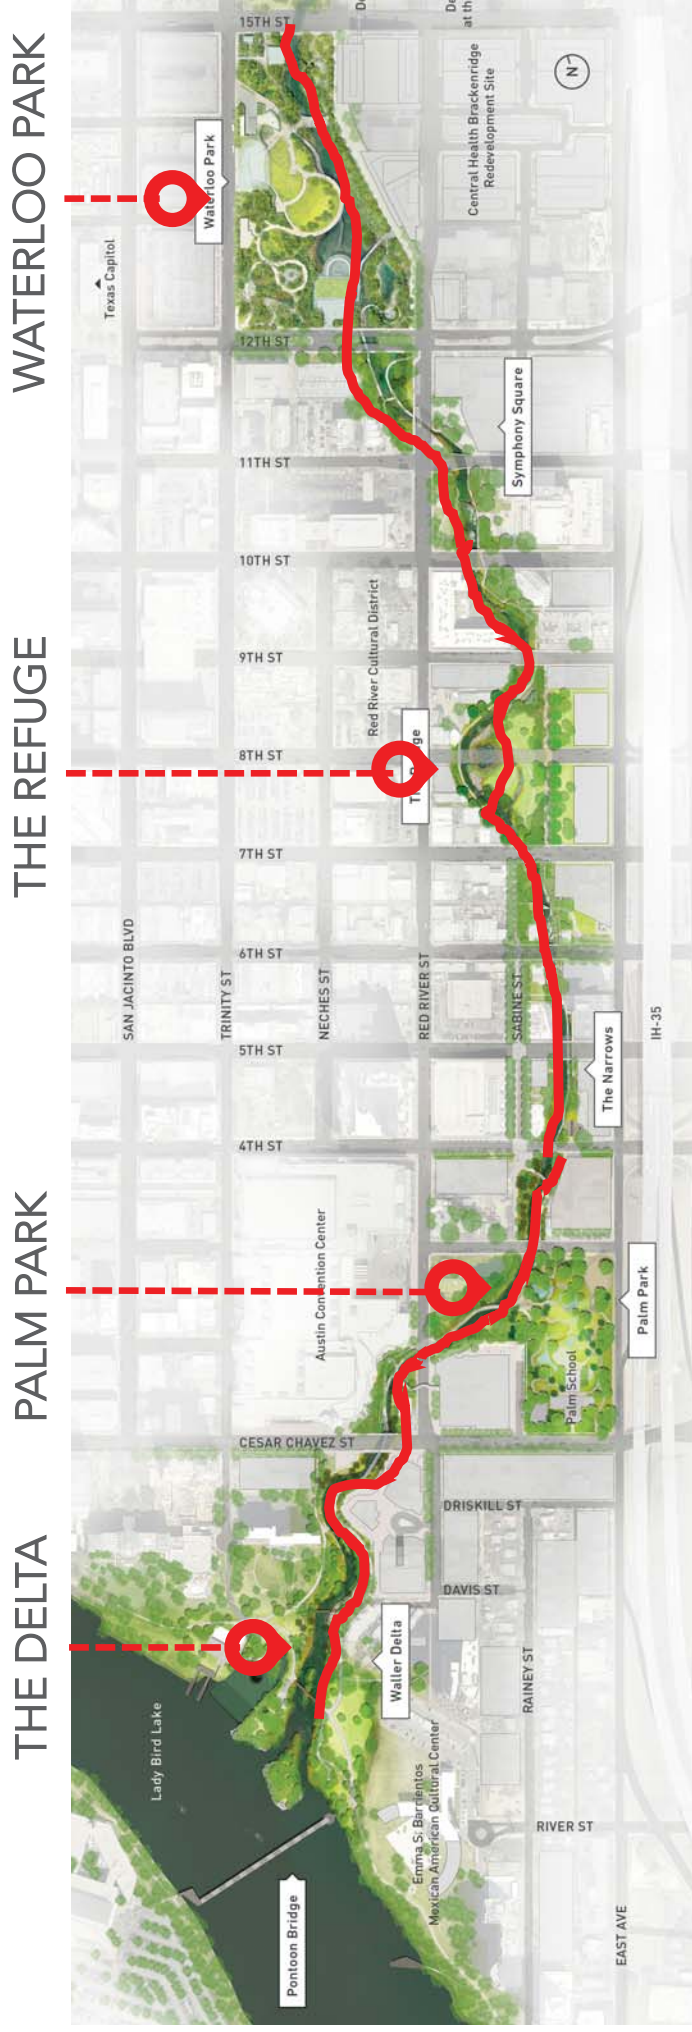 WATERLOO PARK
THE REFUGE
PALM PARK
THE DELTA
15TH ST
Waterloo Park
Texas Capitol
Central Health Brackenridge
Redevelopment Site
N
12TH ST
Symphony Square
11TH ST
10TH ST
Red River Cultural District
9TH ST
8TH ST
7TH ST
SAN JACINTO BLVD
TRINITY ST
NECHES ST
RED RIVER ST
SABINE ST
6TH ST
5TH ST
IH-35
The Narrows
4TH ST
Austin Convention Center
Palm Park
Palm School
CESAR CHAVEZ ST
DRISKILL ST
DAVIS ST
Waller Delta
RAINEY ST
Lady Bird Lake
Emma S. Barrientos
Mexican American Cultural Center
RIVER ST
Pontoon Bridge
EAST AVE